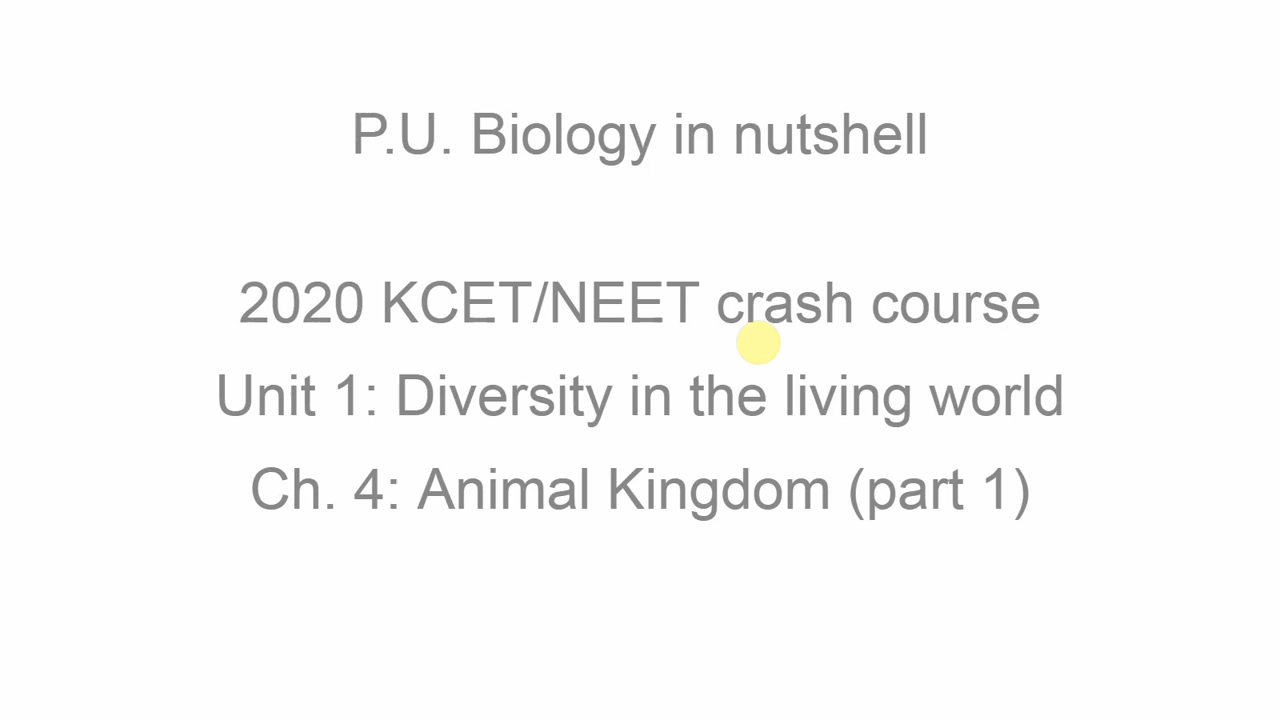 P.U. Biology in nutshell
2020 KCET/NEET crash course
Unit 1: Diversity in the living world
Ch. 4: Animal Kingdom (part 1)